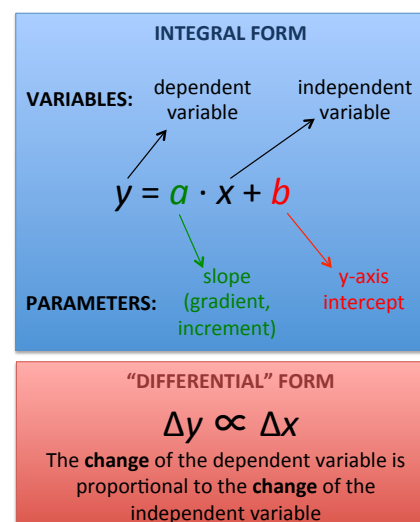 INTEGRAL FORM
VARIABLES: dependent variable independent variable
y = a · x + b
PARAMETERS: slope (gradient, increment) y-axis intercept
"DIFFERENTIAL" FORM
Δy ∝ Δx
The change of the dependent variable is
proportional to the change of the
independent variable